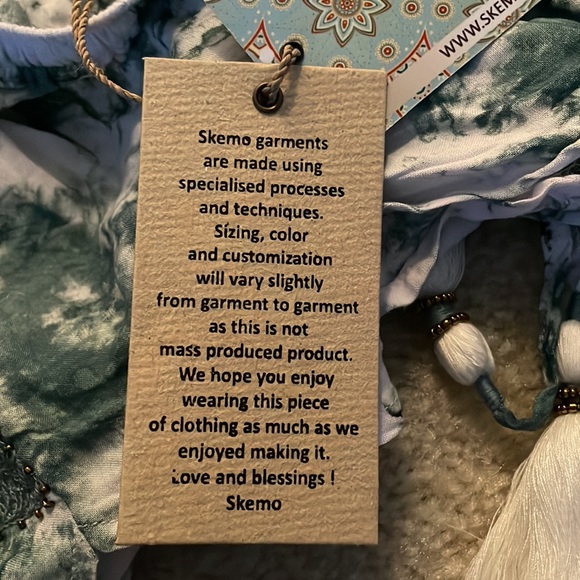 WWW.SKEM
Skemo garments
are made using
specialised processes
and techniques.
Sizing, color
and customization
will vary slightly
from garment to garment
as this is not
mass produced product.
We hope you enjoy
wearing this piece
of clothing as much as we
enjoyed making it.
Love and blessings !
Skemo